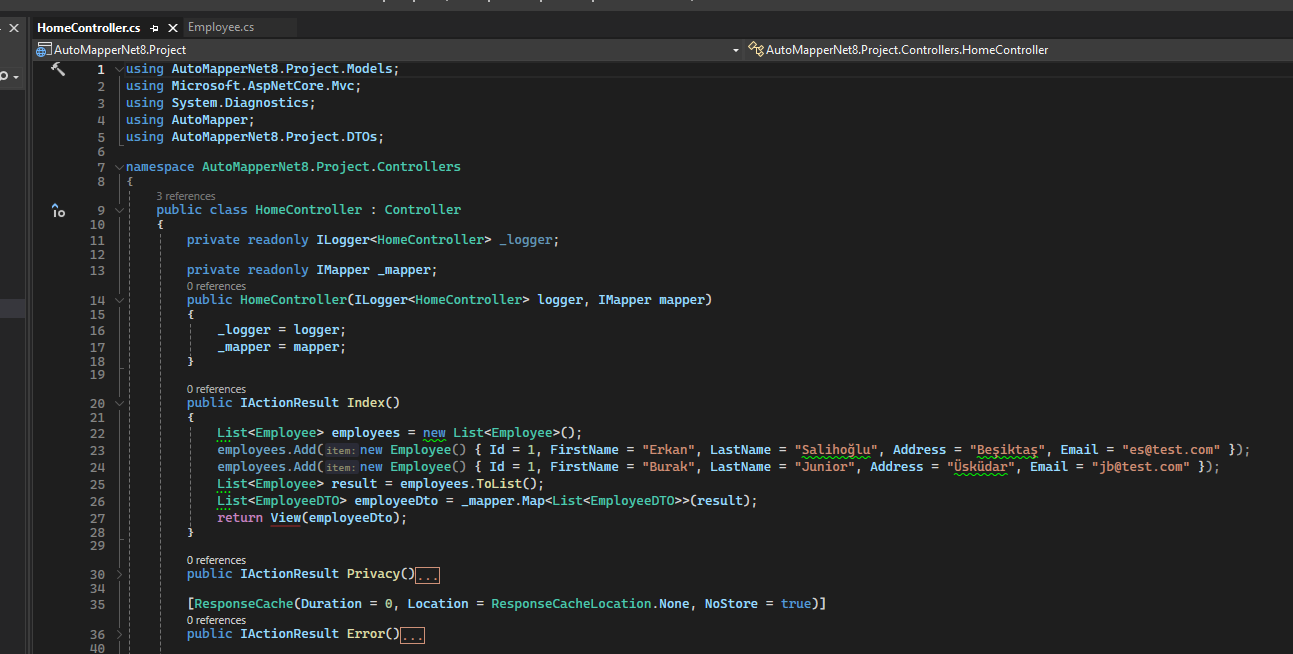 HomeController.cs Employee.cs
AutoMapperNet8.Project AutoMapperNet8.Project.Controllers.HomeController
1 using AutoMapperNet8.Project.Models;
2 using Microsoft.AspNetCore.Mvc;
3 using System.Diagnostics;
4 using AutoMapper;
5 using AutoMapperNet8.Project.DTOs;
6
7 namespace AutoMapperNet8.Project.Controllers
8 {
3 references
9 public class HomeController : Controller
10 {
11 private readonly ILogger<HomeController> _logger;
12
13 private readonly IMapper _mapper;
0 references
14 public HomeController(ILogger<HomeController> logger, IMapper mapper)
15 {
16 _logger = logger;
17 _mapper = mapper;
18 }
19
0 references
20 public IActionResult Index()
21 {
22 List<Employee> employees = new List<Employee>();
23 employees.Add(item: new Employee() { Id = 1, FirstName = "Erkan", LastName = "Salihoğlu", Address = "Beşiktaş", Email = "es@test.com" });
24 employees.Add(item: new Employee() { Id = 1, FirstName = "Burak", LastName = "Junior", Address = "Üsküdar", Email = "jb@test.com" });
25 List<Employee> result = employees.ToList();
26 List<EmployeeDTO> employeeDto = _mapper.Map<List<EmployeeDTO>>(result);
27 return View(employeeDto);
28 }
29
0 references
30 public IActionResult Privacy()...
34
35 [ResponseCache(Duration = 0, Location = ResponseCacheLocation.None, NoStore = true)]
0 references
36 public IActionResult Error()...
40